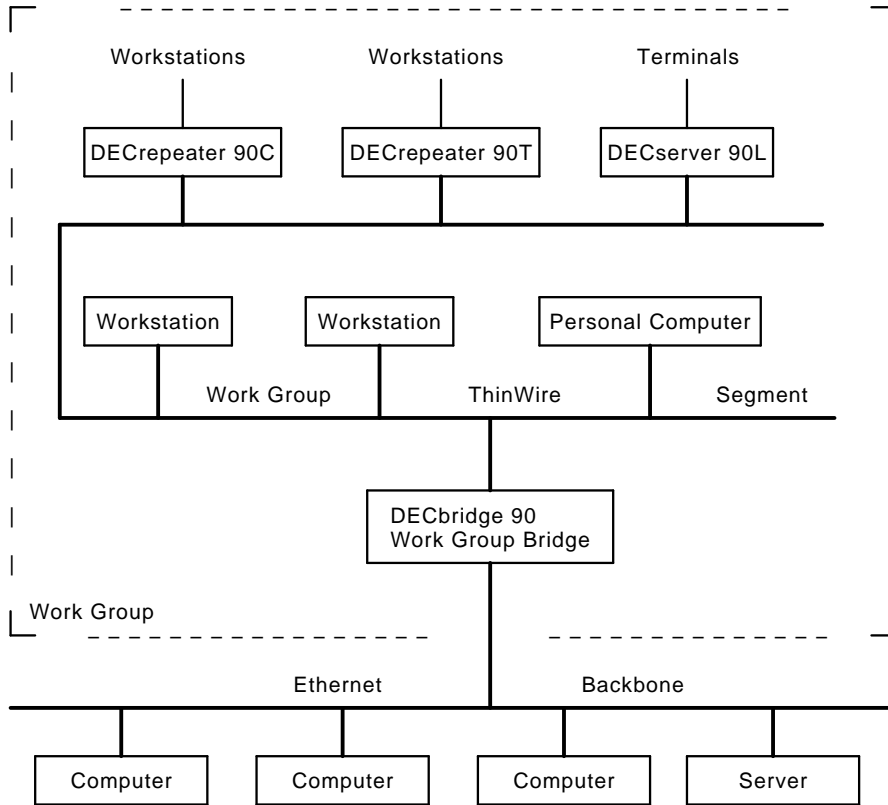 Workstations Workstations Terminals
DECrepeater 90C DECrepeater 90T DECserver 90L
Workstation Workstation Personal Computer
Work Group ThinWire Segment
DECbridge 90
Work Group Bridge
Work Group
Ethernet Backbone
Computer Computer Computer Server